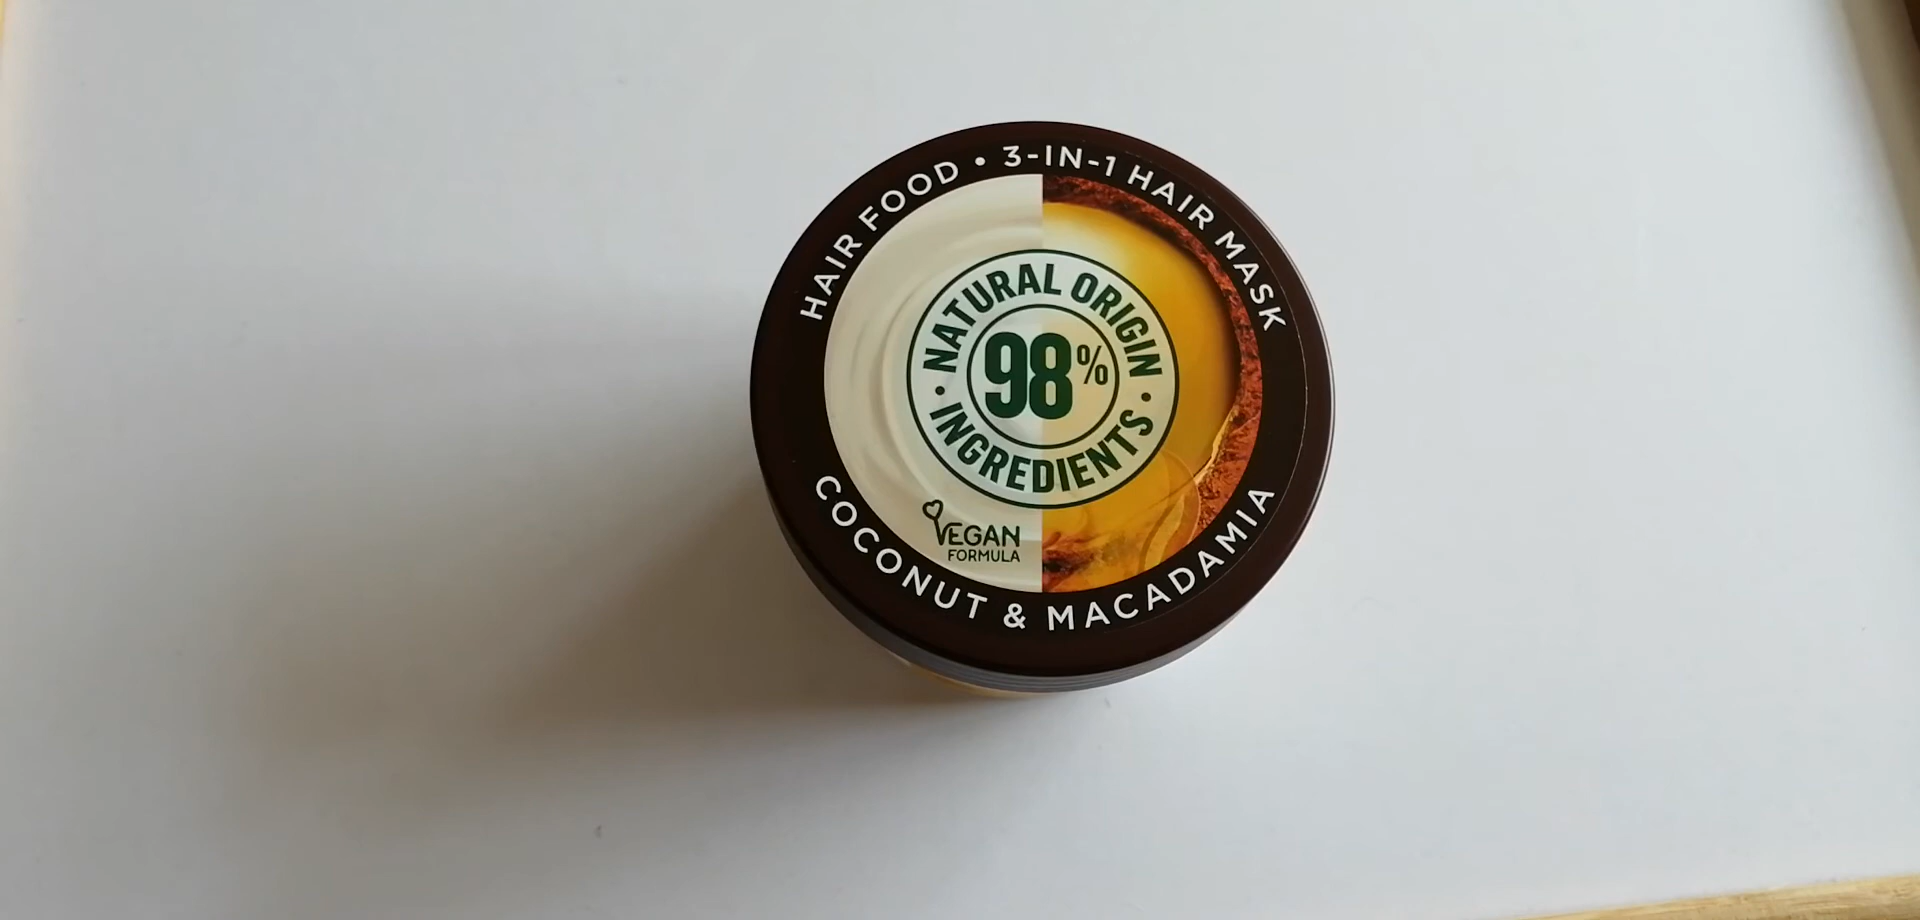 HAIR FOOD • 3-IN-1 HAIR MASK
• NATURAL ORIGIN •
98%
INGREDIENTS
VEGAN
FORMULA
COCONUT & MACADAMIA